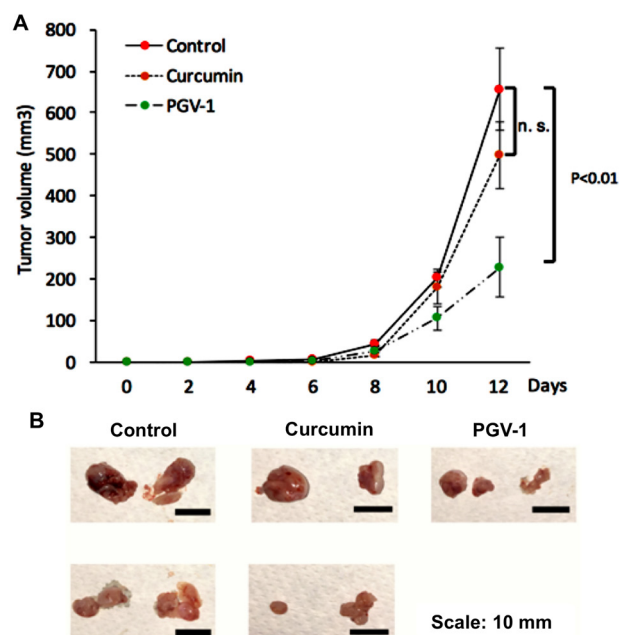 A
800
700
600
500
400
300
200
100
0
Tumor volume (mm3)
Control
Curcumin
PGV-1
n. s.
P<0.01
0 2 4 6 8 10 12 Days
B
Control Curcumin PGV-1
Scale: 10 mm